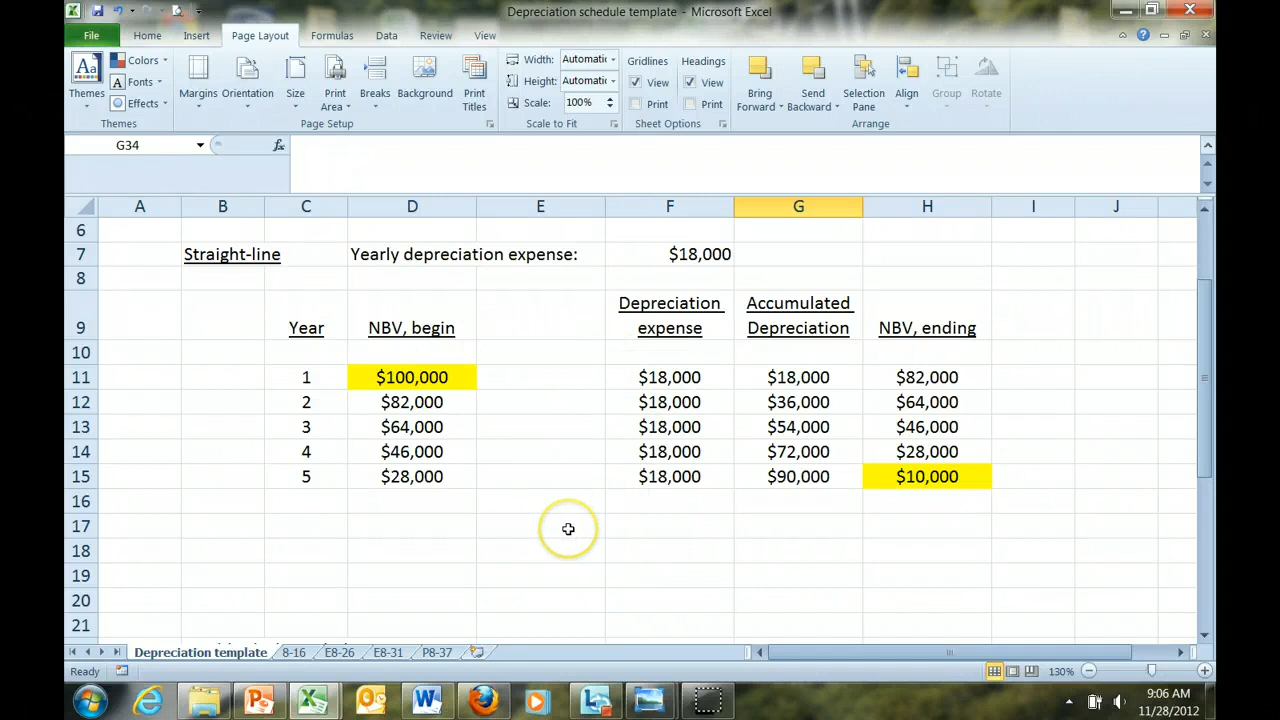 Depreciation schedule template - Microsoft Excel
File Home Insert Page Layout Formulas Data Review View
Colors Fonts Effects
Themes
Margins Orientation Size Print Area Breaks Background Print Titles
Width: Automatic
Height: Automatic
Scale: 100%
Gridlines Headings
View View
Print Print
Bring Forward Send Backward Selection Pane Align Group Rotate
Themes Page Setup Scale to Fit Sheet Options Arrange
G34 fx
A B C D E F G H I J
6
7 Straight-line Yearly depreciation expense: $18,000
8
Depreciation Accumulated
9 Year NBV, begin expense Depreciation NBV, ending
10
11 1 $100,000 $18,000 $18,000 $82,000
12 2 $82,000 $18,000 $36,000 $64,000
13 3 $64,000 $18,000 $54,000 $46,000
14 4 $46,000 $18,000 $72,000 $28,000
15 5 $28,000 $18,000 $90,000 $10,000
16
17
18
19
20
21
Depreciation template 8-16 E8-26 E8-31 P8-37
Ready 130%
9:06 AM
11/28/2012